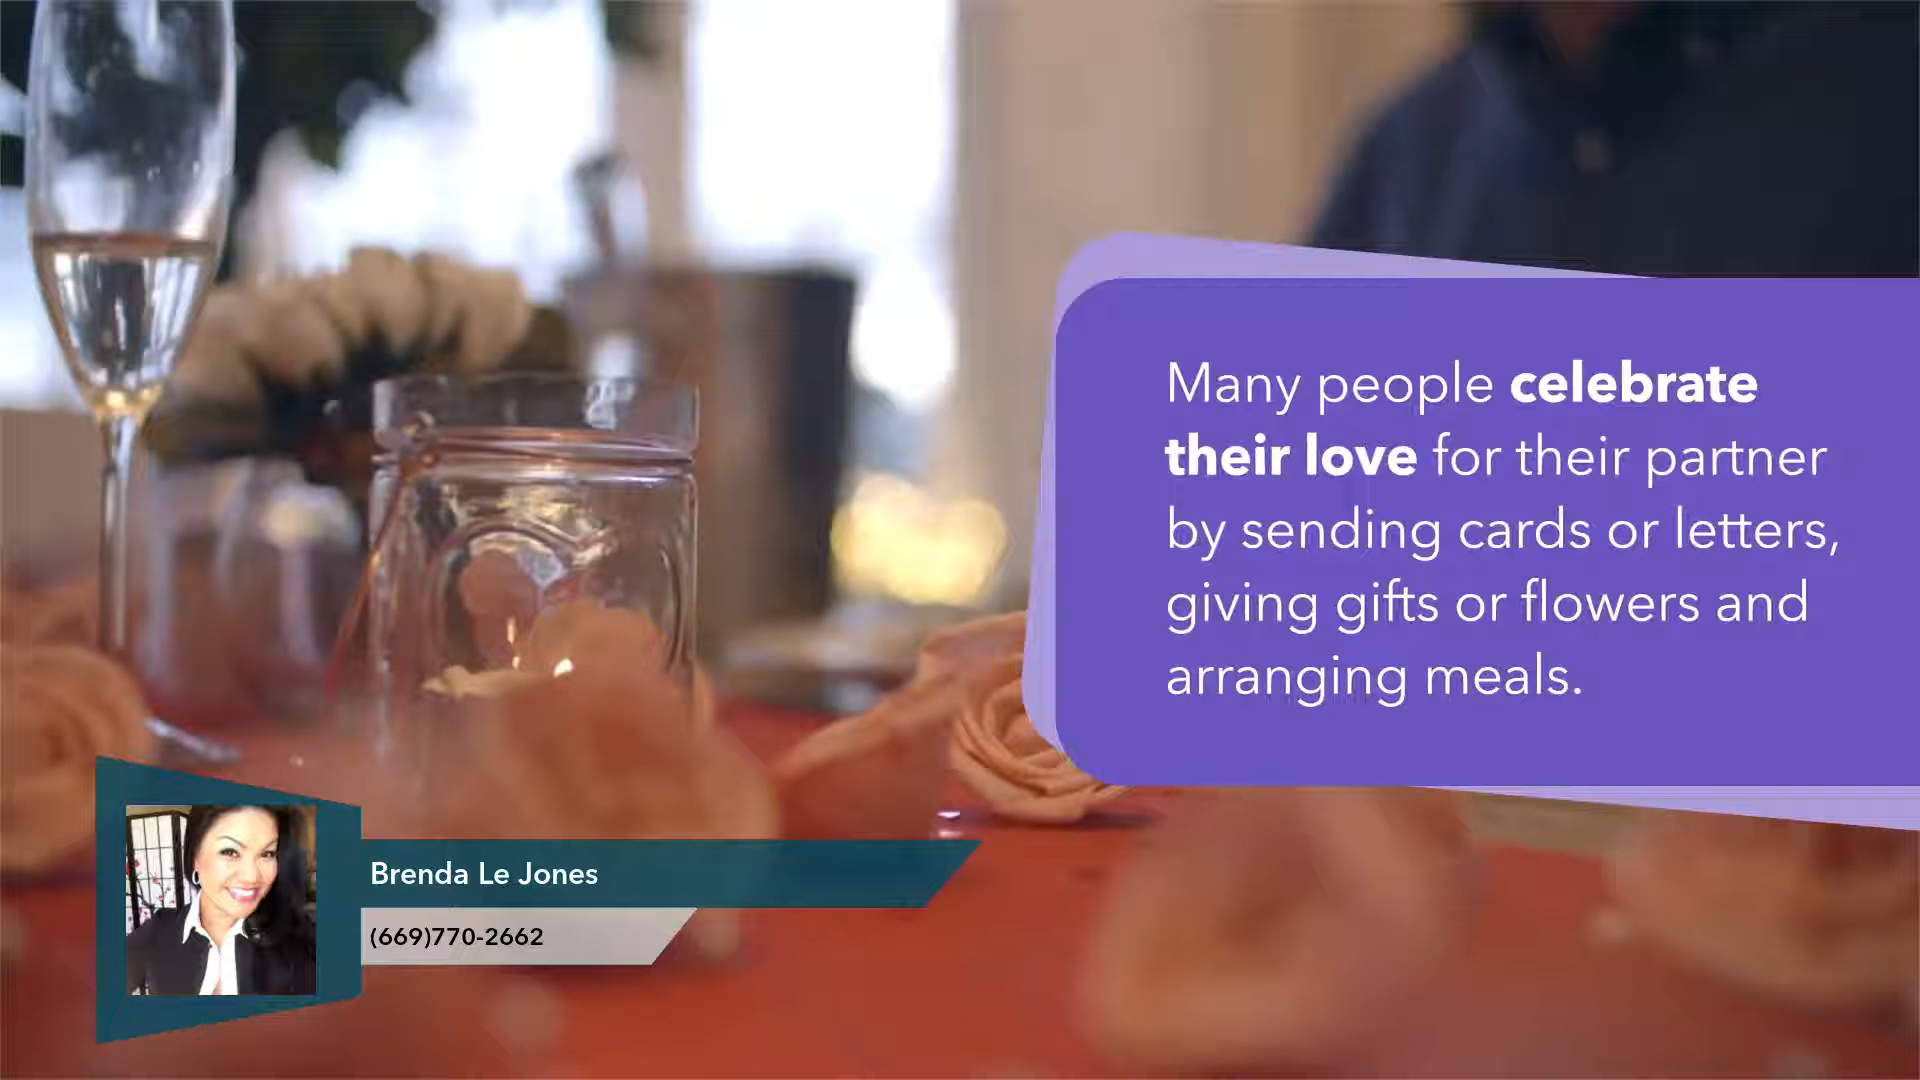 Many people celebrate
their love for their partner
by sending cards or letters,
giving gifts or flowers and
arranging meals.
Brenda Le Jones
(669)770-2662